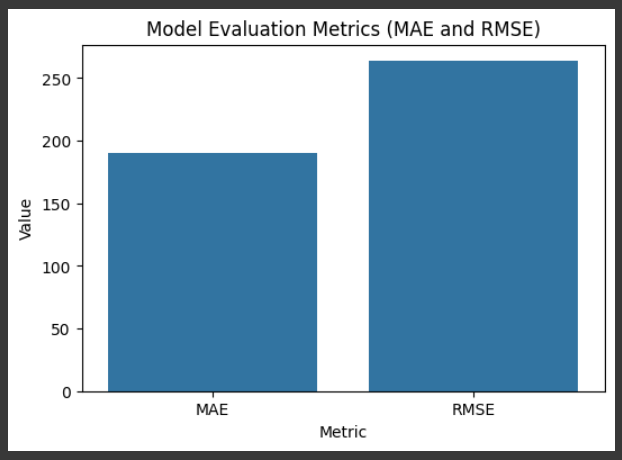 Model Evaluation Metrics (MAE and RMSE)
250
200
150
100
50
0
Value
MAE RMSE
Metric